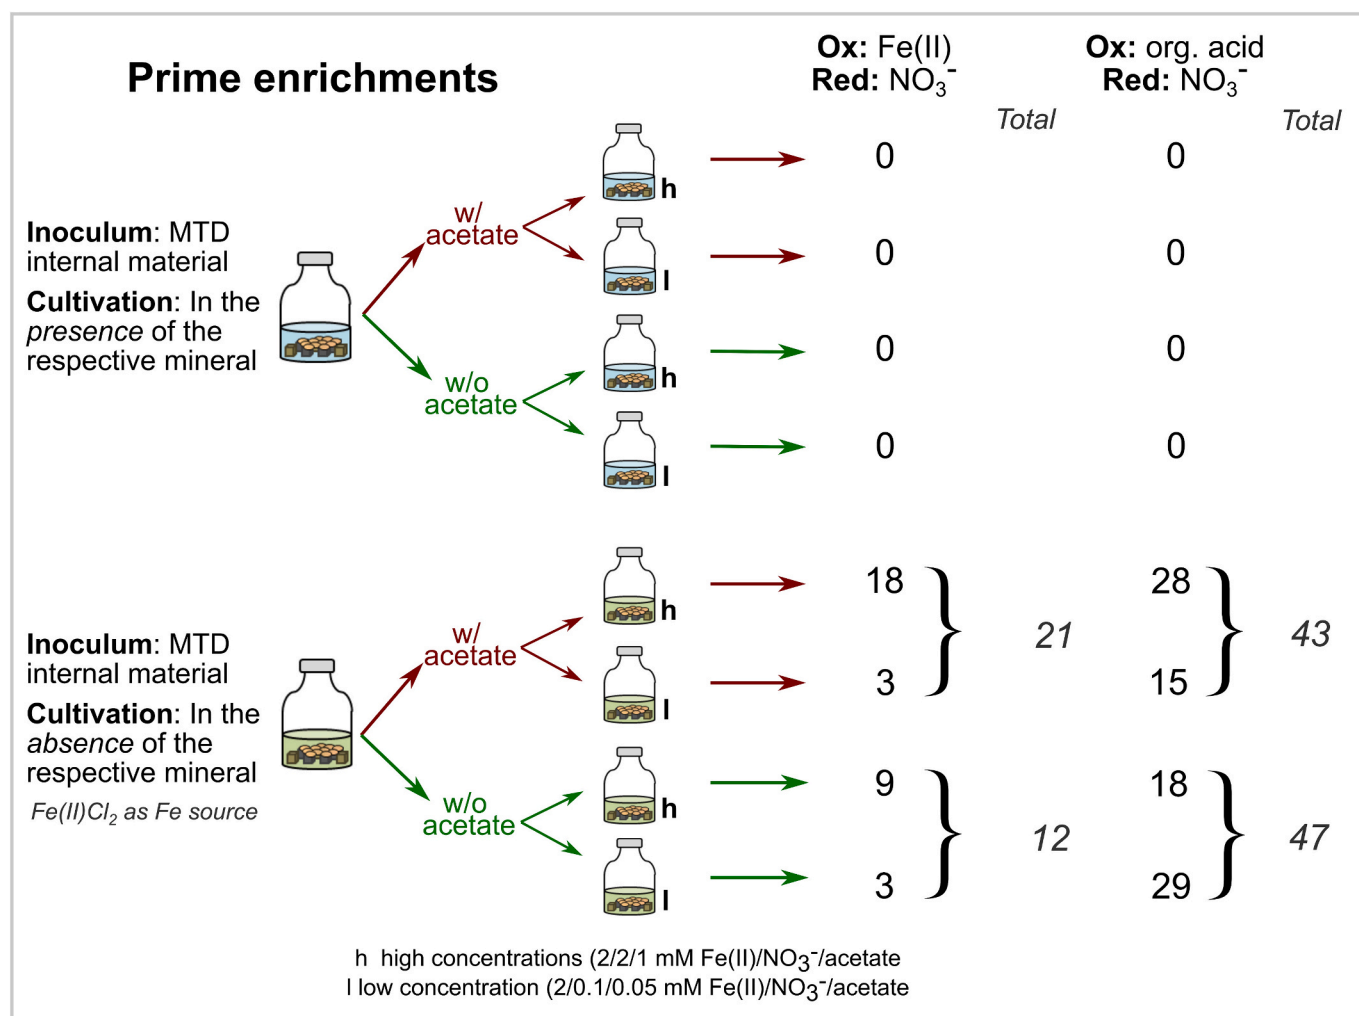 Prime enrichments
Ox: Fe(II)
Red: NO₃⁻
Total
Ox: org. acid
Red: NO₃⁻
Total
Inoculum: MTD
internal material
Cultivation: In the
presence of the
respective mineral
w/
acetate
w/o
acetate
h
0
0
l
0
0
h
0
0
l
0
0
Inoculum: MTD
internal material
Cultivation: In the
absence of the
respective mineral
Fe(II)Cl₂ as Fe source
w/
acetate
w/o
acetate
h
18
28
l
3
15
21
43
h
9
18
l
3
29
12
47
h high concentrations (2/2/1 mM Fe(II)/NO₃⁻/acetate
l low concentration (2/0.1/0.05 mM Fe(II)/NO₃⁻/acetate